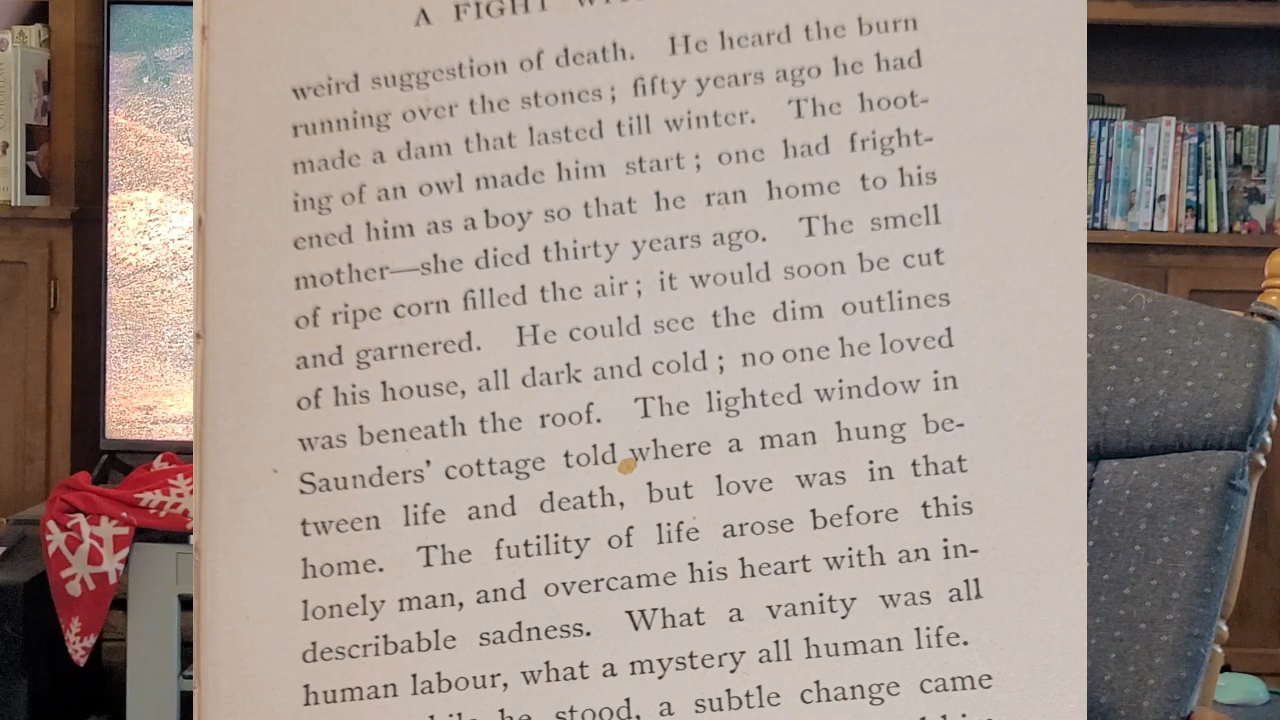 A FIGHT
weird suggestion of death. He heard the burn
running over the stones; fifty years ago he had
made a dam that lasted till winter. The hoot-
ing of an owl made him start; one had fright-
ened him as a boy so that he ran home to his
mother—she died thirty years ago. The smell
of ripe corn filled the air; it would soon be cut
and garnered. He could see the dim outlines
of his house, all dark and cold; no one he loved
was beneath the roof. The lighted window in
Saunders’ cottage told where a man hung be-
tween life and death, but love was in that
home. The futility of life arose before this
lonely man, and overcame his heart with an in-
describable sadness. What a vanity was all
human labour, what a mystery all human life.
he stood, a subtle change came